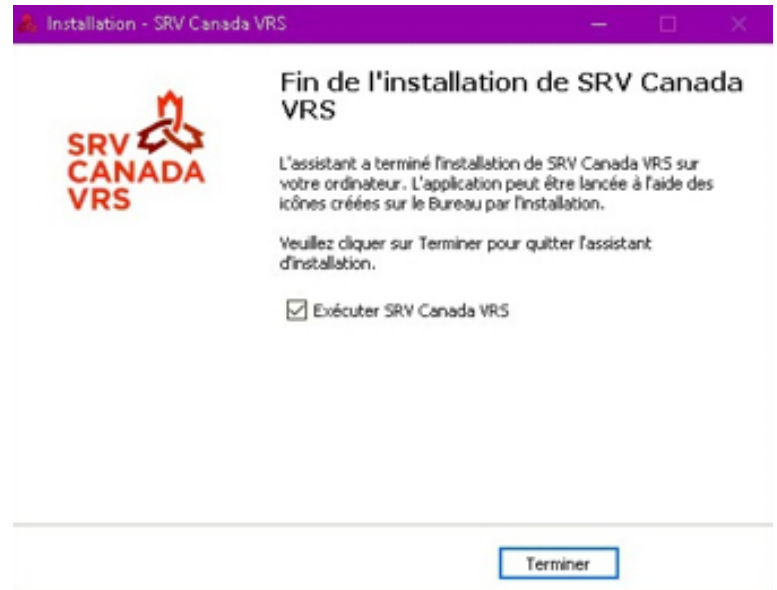 Installation - SRV Canada VRS
SRV
CANADA
VRS
Fin de l'installation de SRV Canada
VRS
L'assistant a terminé l'installation de SRV Canada VRS sur
votre ordinateur. L'application peut être lancée à l'aide des
icônes créées sur le Bureau par l'installation.
Veuillez cliquer sur Terminer pour quitter l'assistant
d'installation.
Exécuter SRV Canada VRS
Terminer